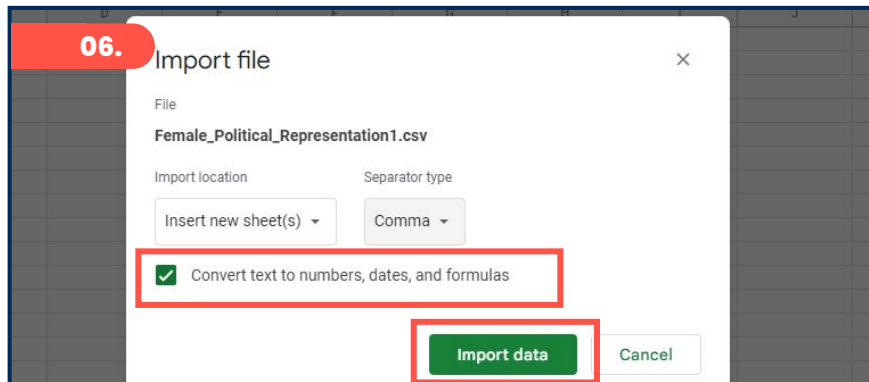 D E F G H I J
06.
Import file
File
Female_Political_Representation1.csv
Import location Separator type
Insert new sheet(s) Comma
Convert text to numbers, dates, and formulas
Import data Cancel